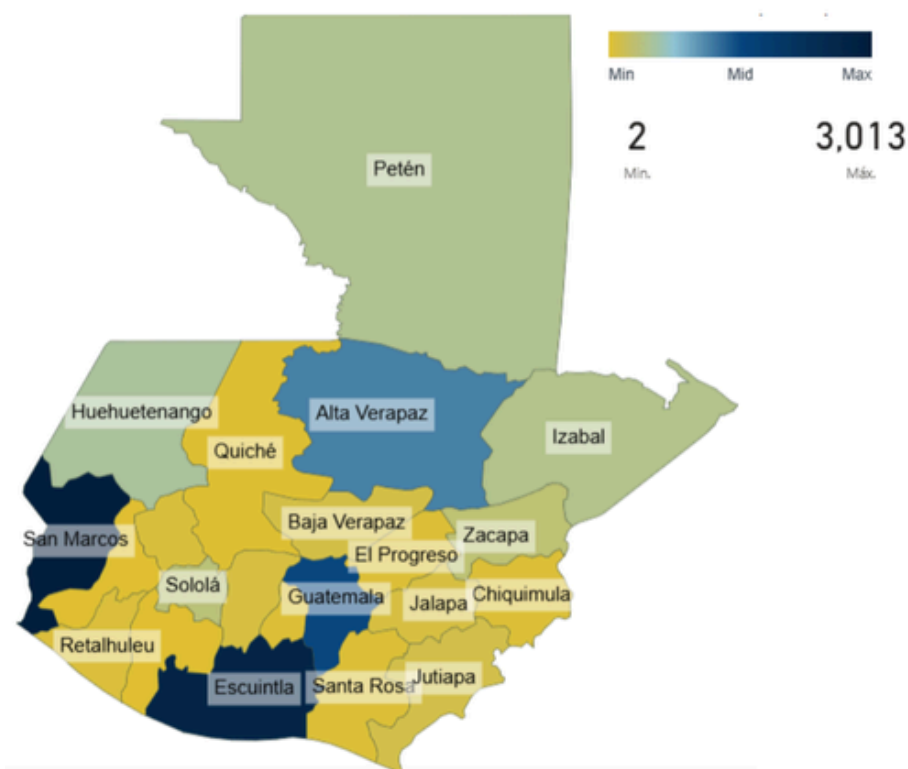 Min Mid Max
2 3,013
Min. Máx.
Petén
Huehuetenango
Alta Verapaz
Izabal
Quiché
San Marcos
Baja Verapaz
Zacapa
El Progreso
Sololá
Guatemala
Jalapa
Chiquimula
Retalhuleu
Escuintla
Santa Rosa
Jutiapa